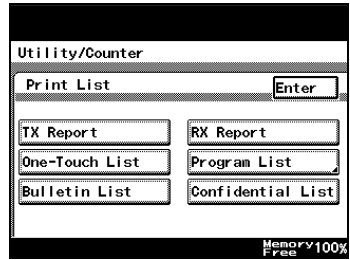 Utility/Counter
Print List
Enter
TX Report
RX Report
One-Touch List
Program List
Bulletin List
Confidential List
Memory Free 100%